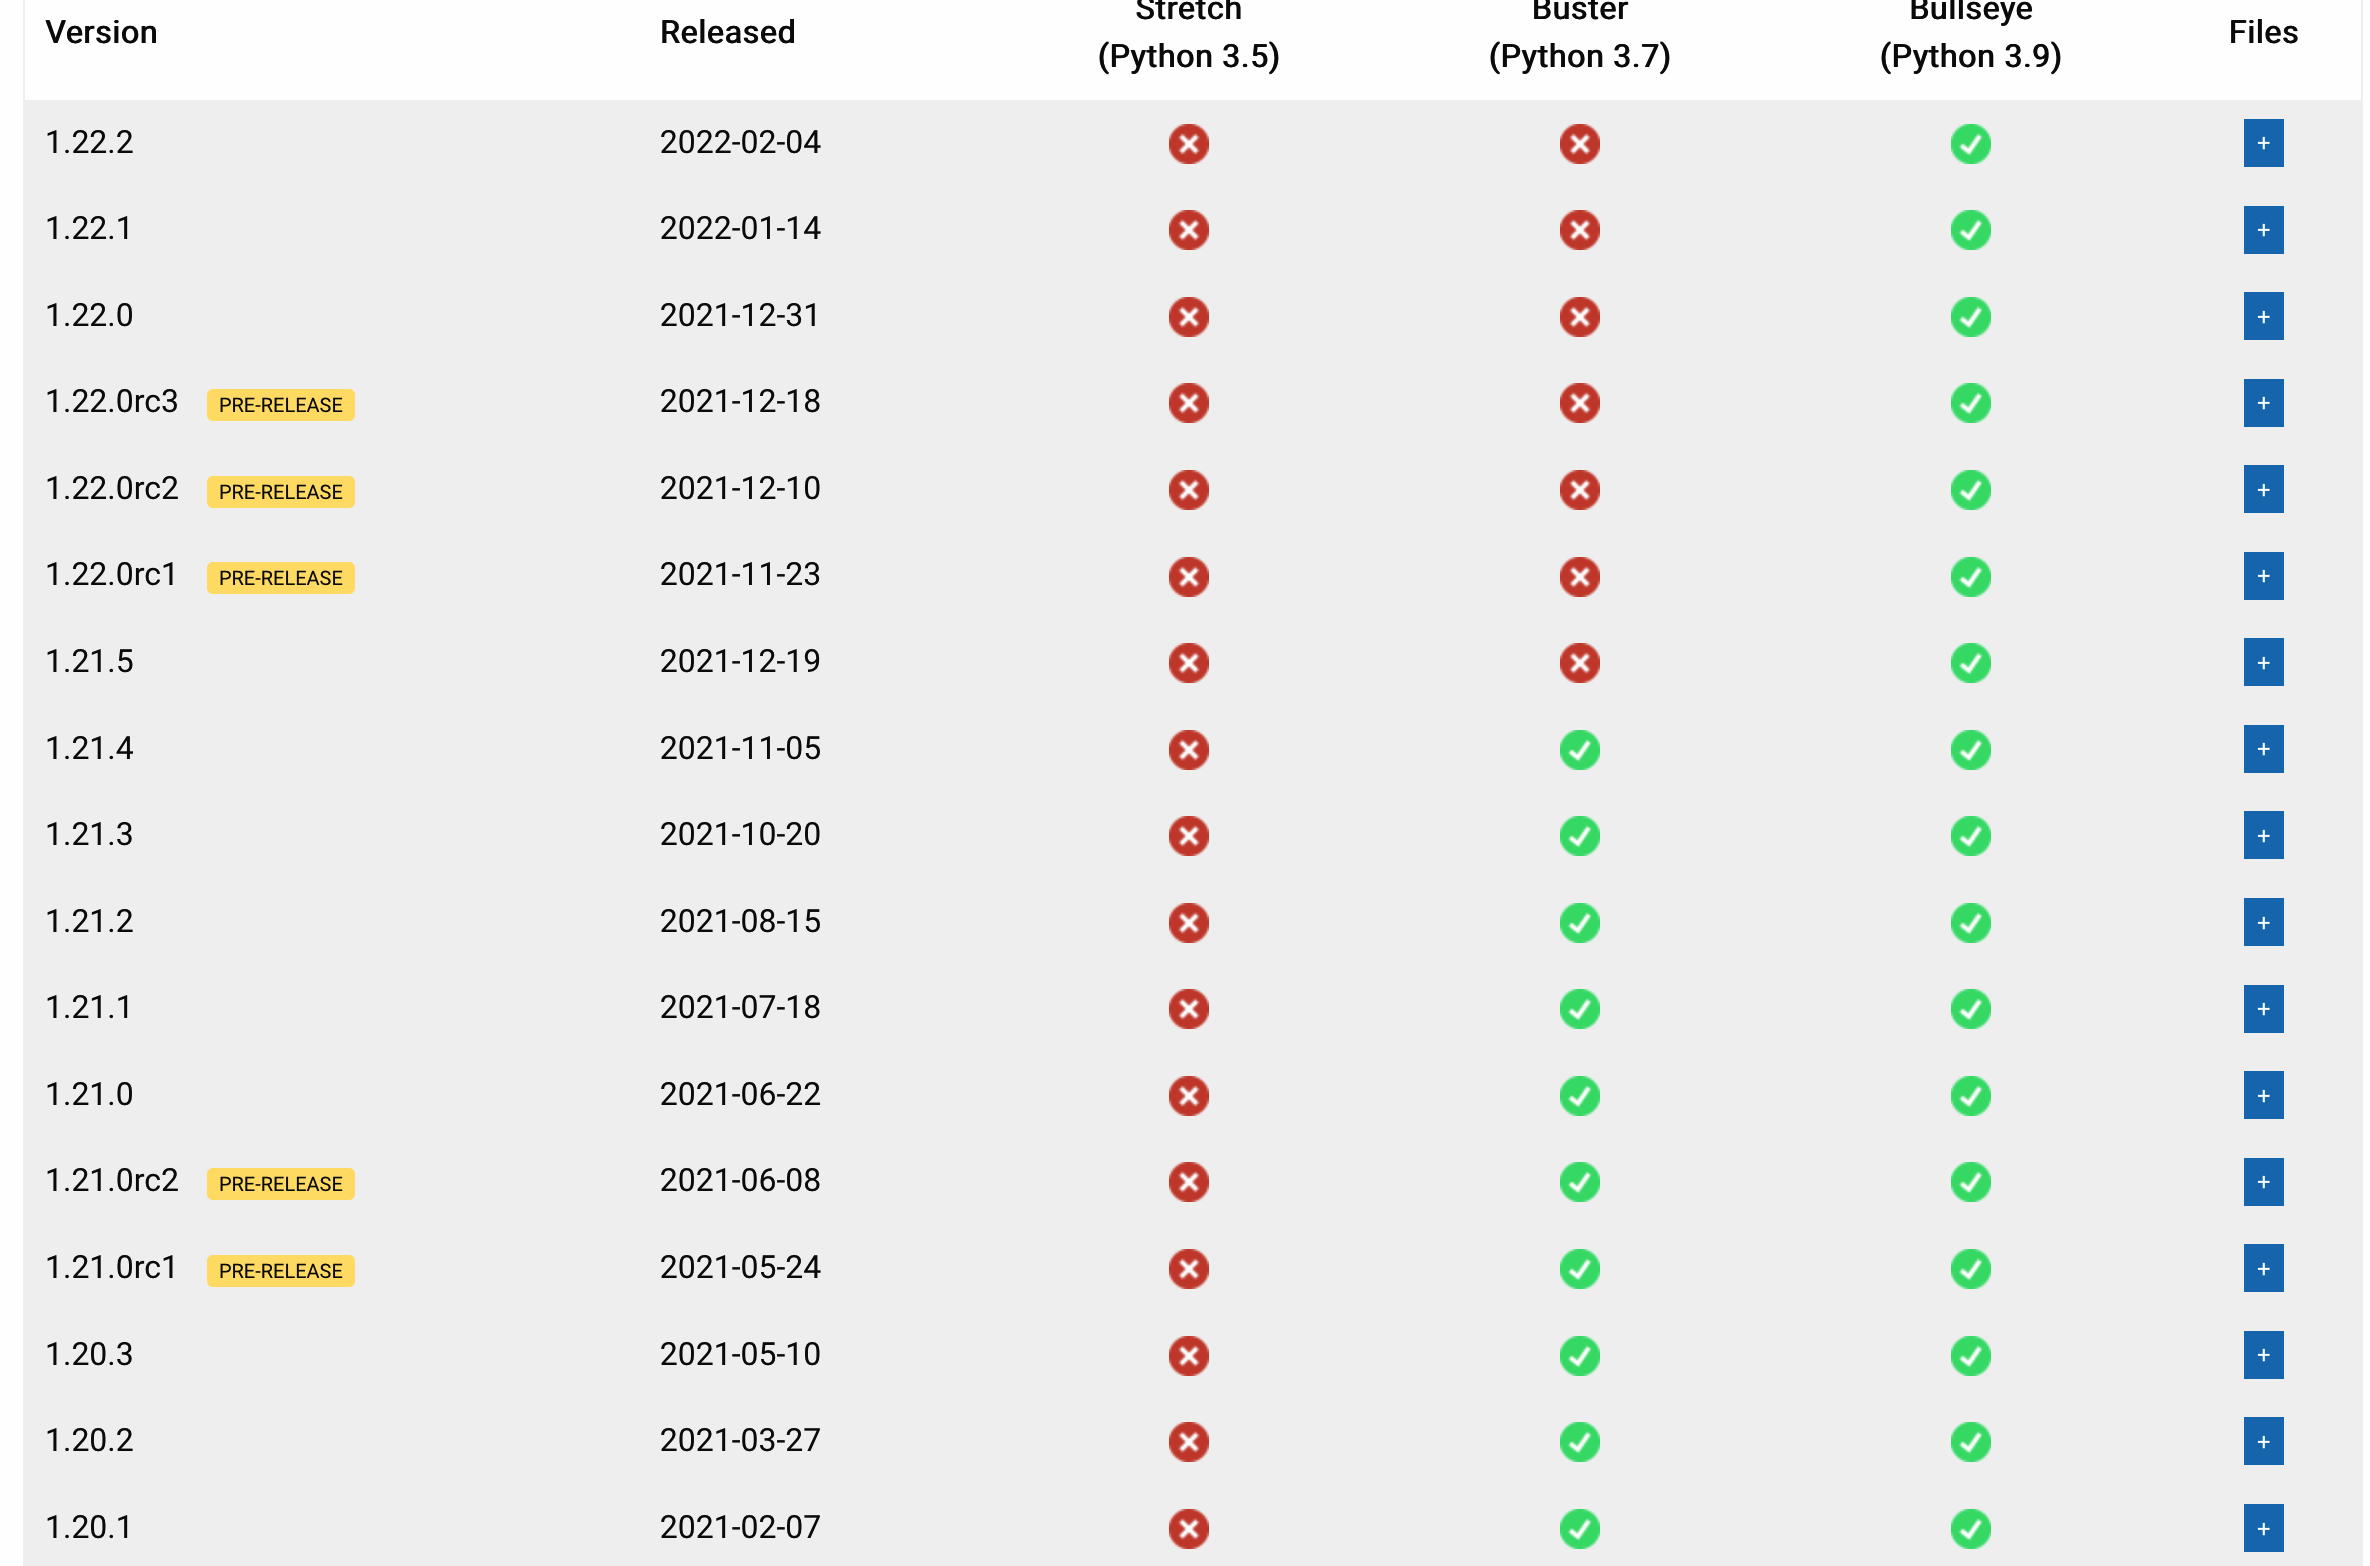 Version Released Stretch (Python 3.5) Buster (Python 3.7) Bullseye (Python 3.9) Files
1.22.2 2022-02-04 +
1.22.1 2022-01-14 +
1.22.0 2021-12-31 +
1.22.0rc3 PRE-RELEASE 2021-12-18 +
1.22.0rc2 PRE-RELEASE 2021-12-10 +
1.22.0rc1 PRE-RELEASE 2021-11-23 +
1.21.5 2021-12-19 +
1.21.4 2021-11-05 +
1.21.3 2021-10-20 +
1.21.2 2021-08-15 +
1.21.1 2021-07-18 +
1.21.0 2021-06-22 +
1.21.0rc2 PRE-RELEASE 2021-06-08 +
1.21.0rc1 PRE-RELEASE 2021-05-24 +
1.20.3 2021-05-10 +
1.20.2 2021-03-27 +
1.20.1 2021-02-07 +